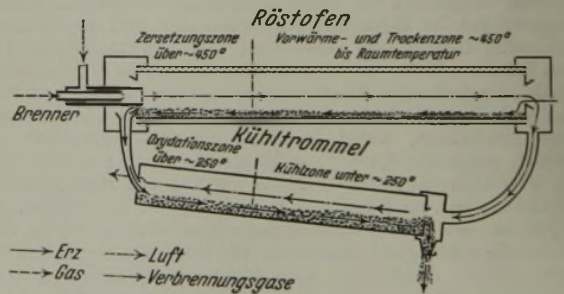 Röstofen
Zersetzungszone
über ~450°
Vorwärme- und Trockenzone ~450°
bis Raumtemperatur
Brenner
Kühltrommel
Oxydationszone
über ~250°
Kühlzone unter ~250°
Erz
Luft
Gas
Verbrennungsgase